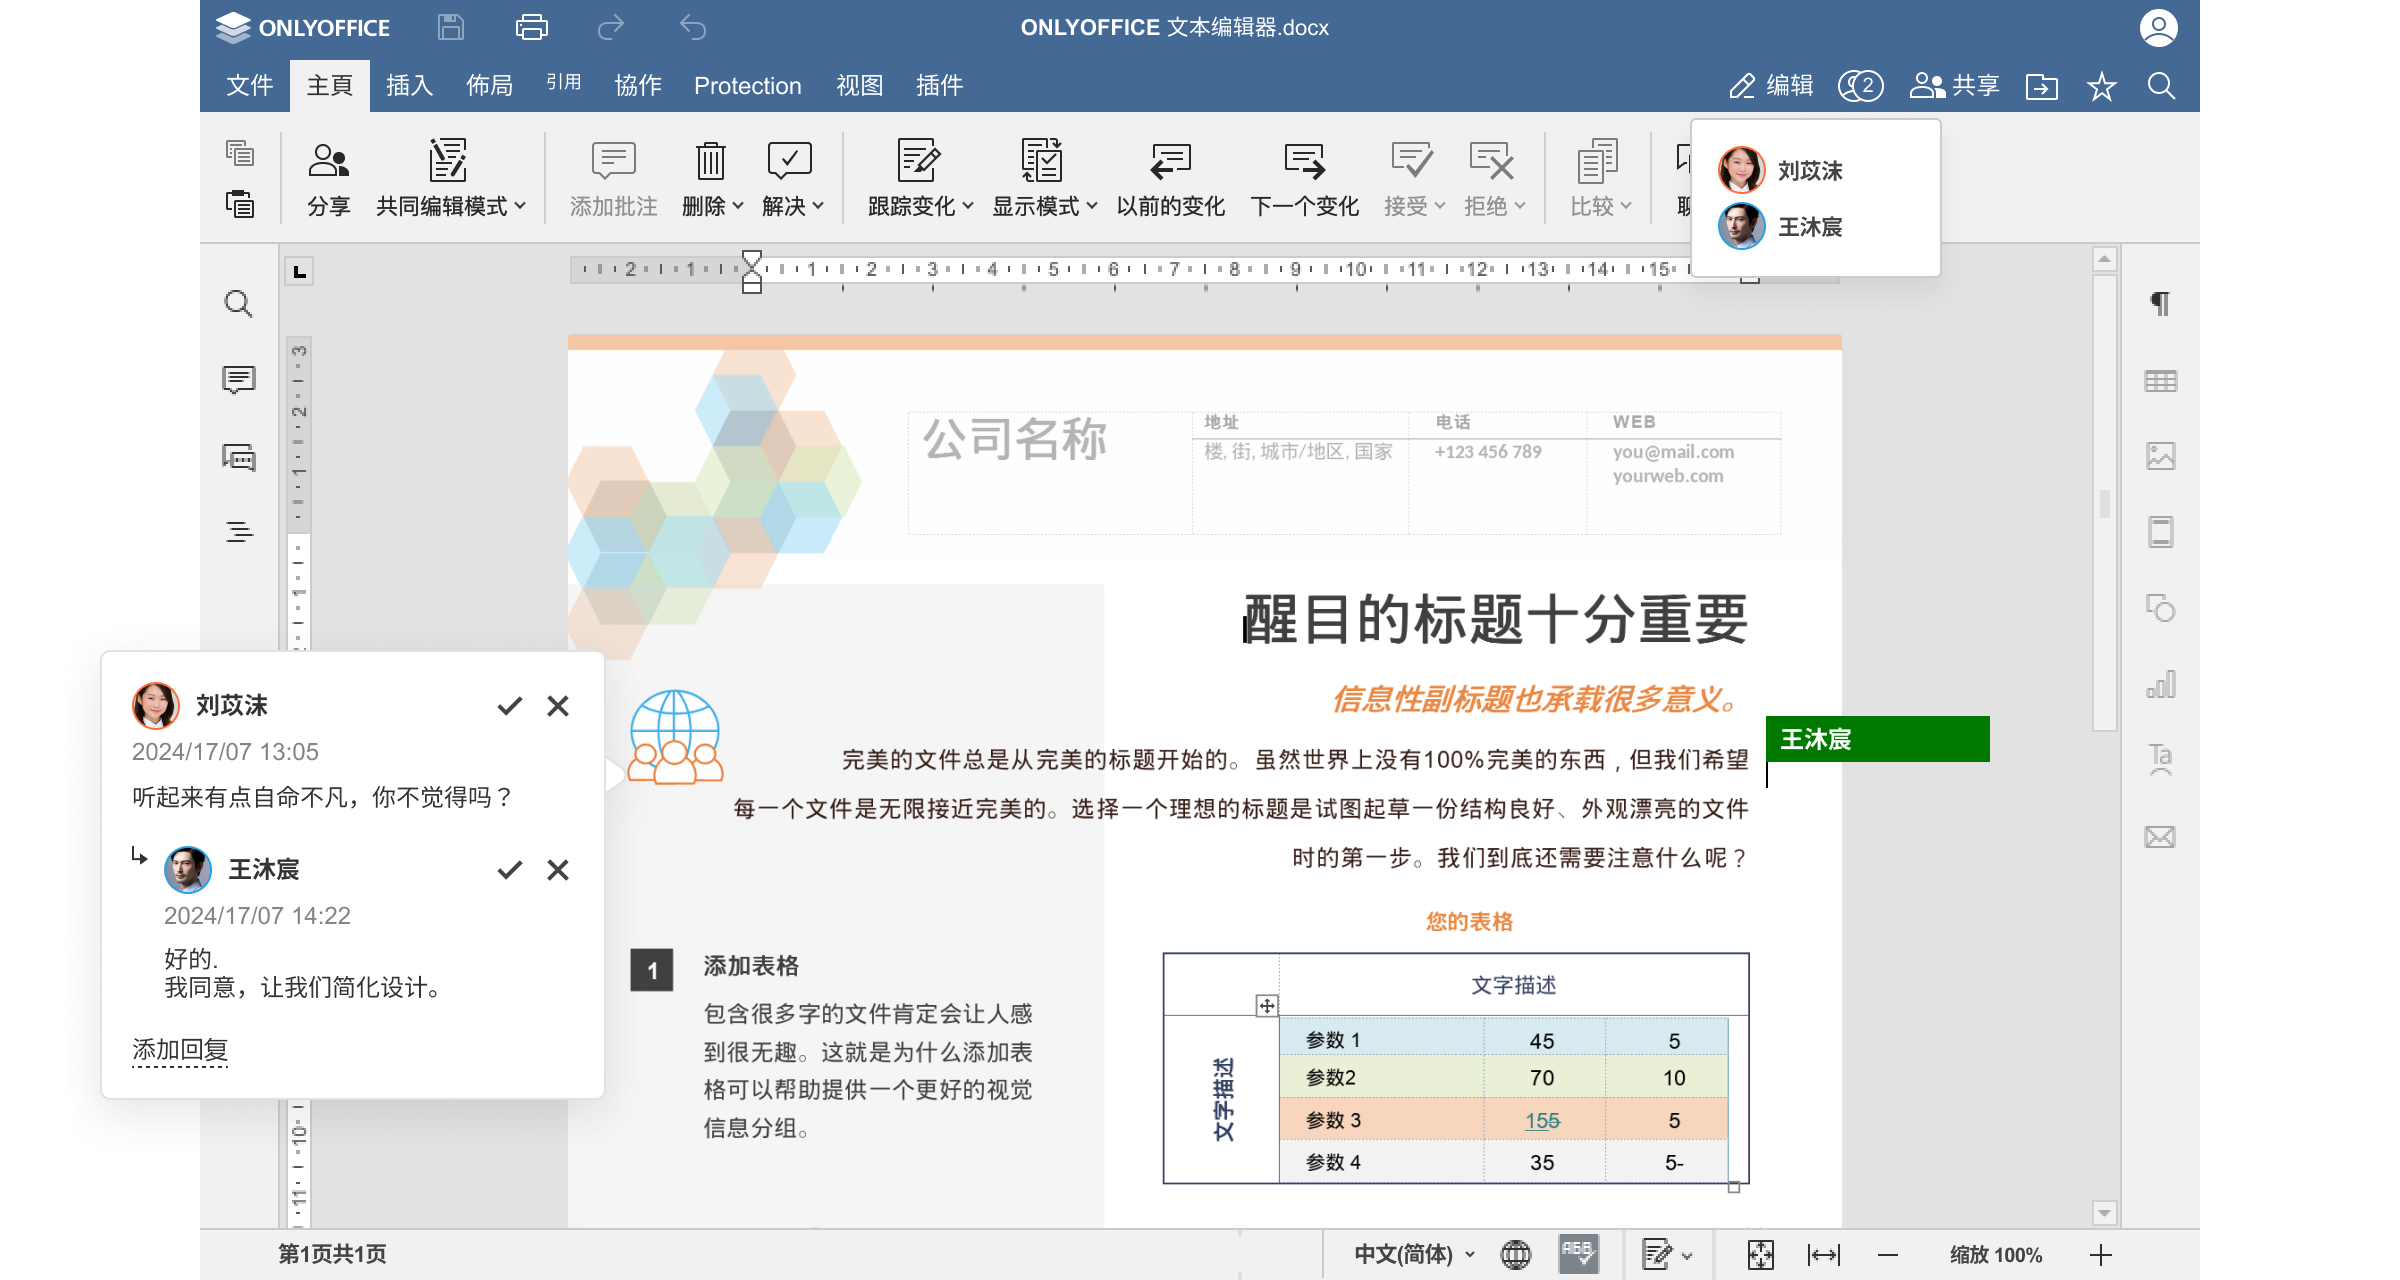 ONLYOFFICE
ONLYOFFICE 文本编辑器.docx
文件 主頁 插入 佈局 引用 協作 Protection 视图 插件
编辑 2 共享
分享 共同编辑模式 添加批注 删除 解决 跟踪变化 显示模式 以前的变化 下一个变化 接受 拒绝 比较
刘苡沫
王沐宸
2 1 1 2 3 4 5 6 7 8 9 10 11 12 13 14 15
公司名称
地址 电话 WEB
楼, 街, 城市/地区, 国家 +123 456 789 you@mail.com
yourweb.com
醒目的标题十分重要
信息性副标题也承载很多意义。
王沐宸
完美的文件总是从完美的标题开始的。虽然世界上没有100%完美的东西，但我们希望
每一个文件是无限接近完美的。选择一个理想的标题是试图起草一份结构良好、外观漂亮的文件
时的第一步。我们到底还需要注意什么呢？
刘苡沫
2024/17/07 13:05
听起来有点自命不凡，你不觉得吗？
王沐宸
2024/17/07 14:22
好的.
我同意，让我们简化设计。
添加回复
1 添加表格
包含很多字的文件肯定会让人感
到很无趣。这就是为什么添加表
格可以帮助提供一个更好的视觉
信息分组。
您的表格
文字描述
文字描述
参数 1 45 5
参数2 70 10
参数 3 155 5
参数 4 35 5-
Ta
第1页共1页 中文(简体) 缩放 100%